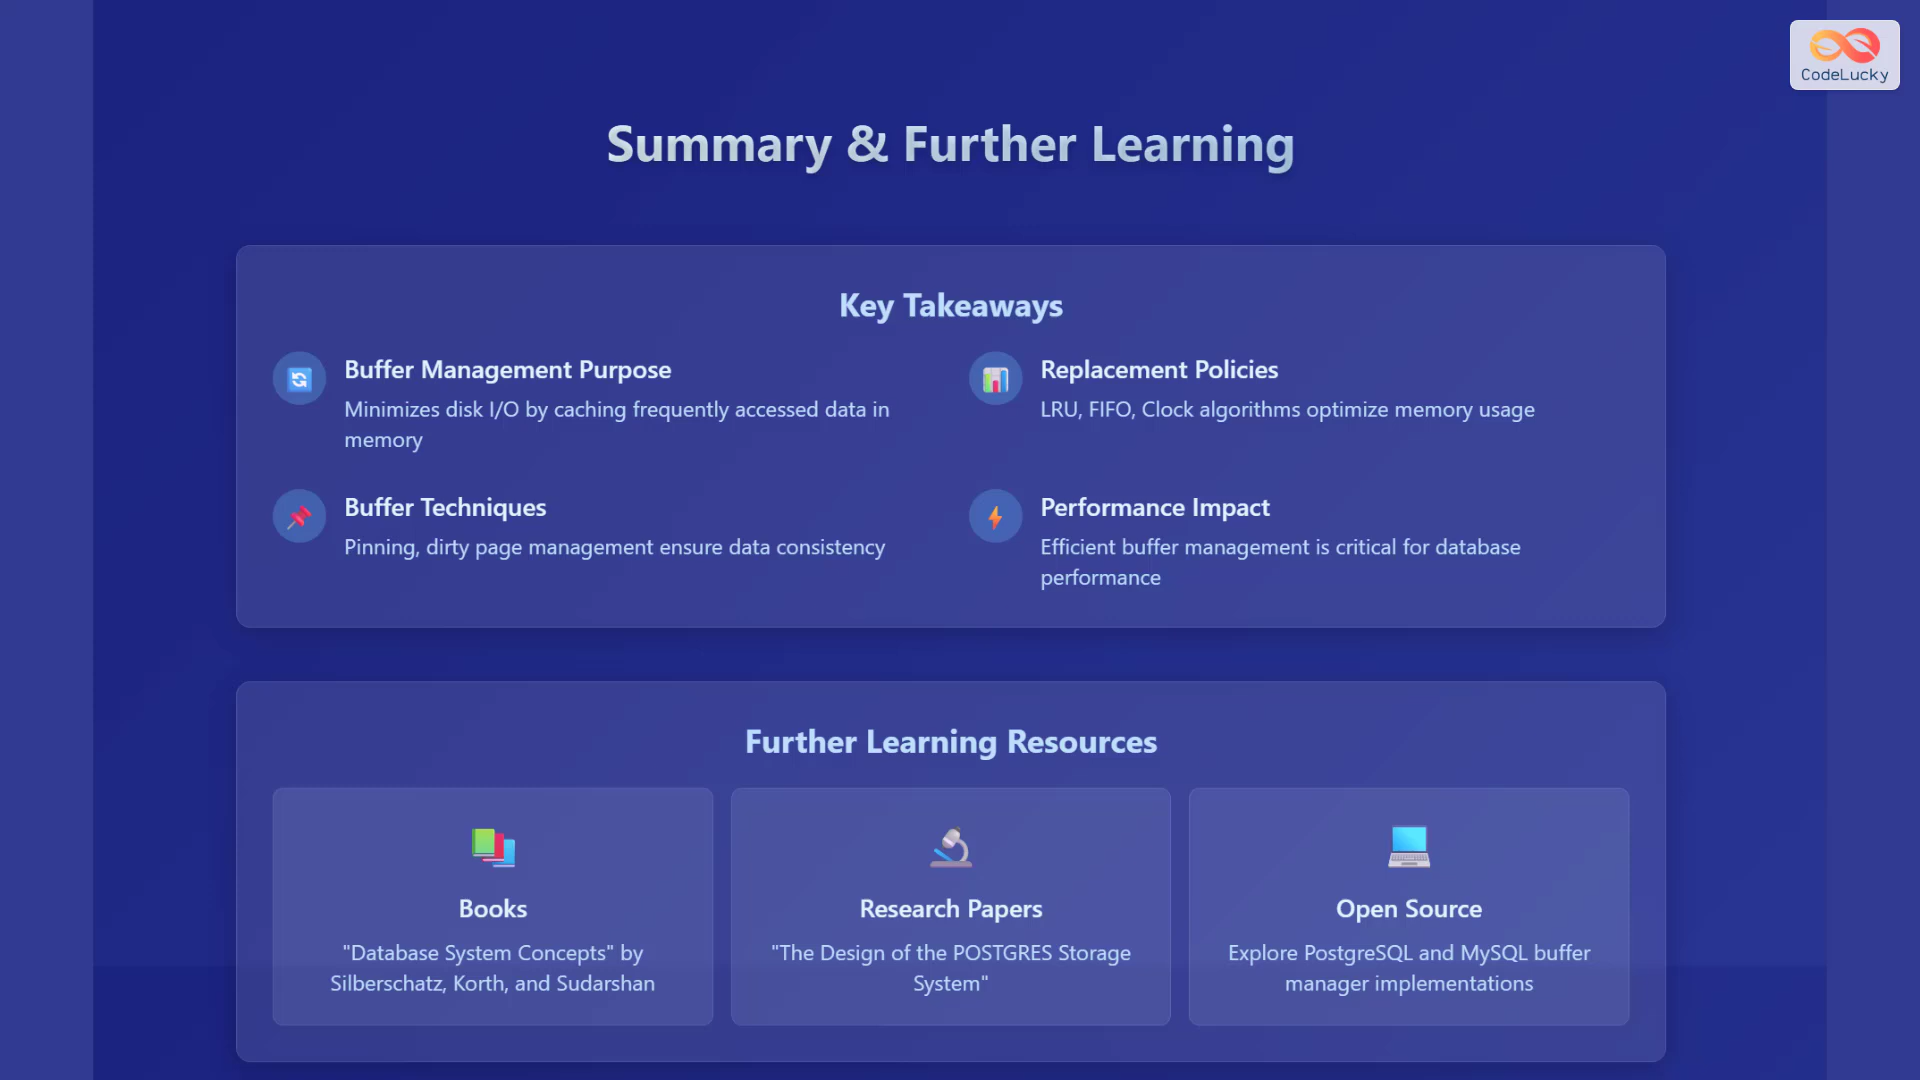 CodeLucky
Summary & Further Learning
Key Takeaways
Buffer Management Purpose
Minimizes disk I/O by caching frequently accessed data in
memory
Replacement Policies
LRU, FIFO, Clock algorithms optimize memory usage
Buffer Techniques
Pinning, dirty page management ensure data consistency
Performance Impact
Efficient buffer management is critical for database
performance
Further Learning Resources
Books
"Database System Concepts" by
Silberschatz, Korth, and Sudarshan
Research Papers
"The Design of the POSTGRES Storage
System"
Open Source
Explore PostgreSQL and MySQL buffer
manager implementations